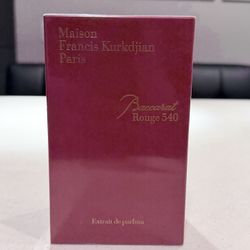 Maison
Francis Kurkdjian
Paris
Baccarat
Rouge 540
Extrait de parfum